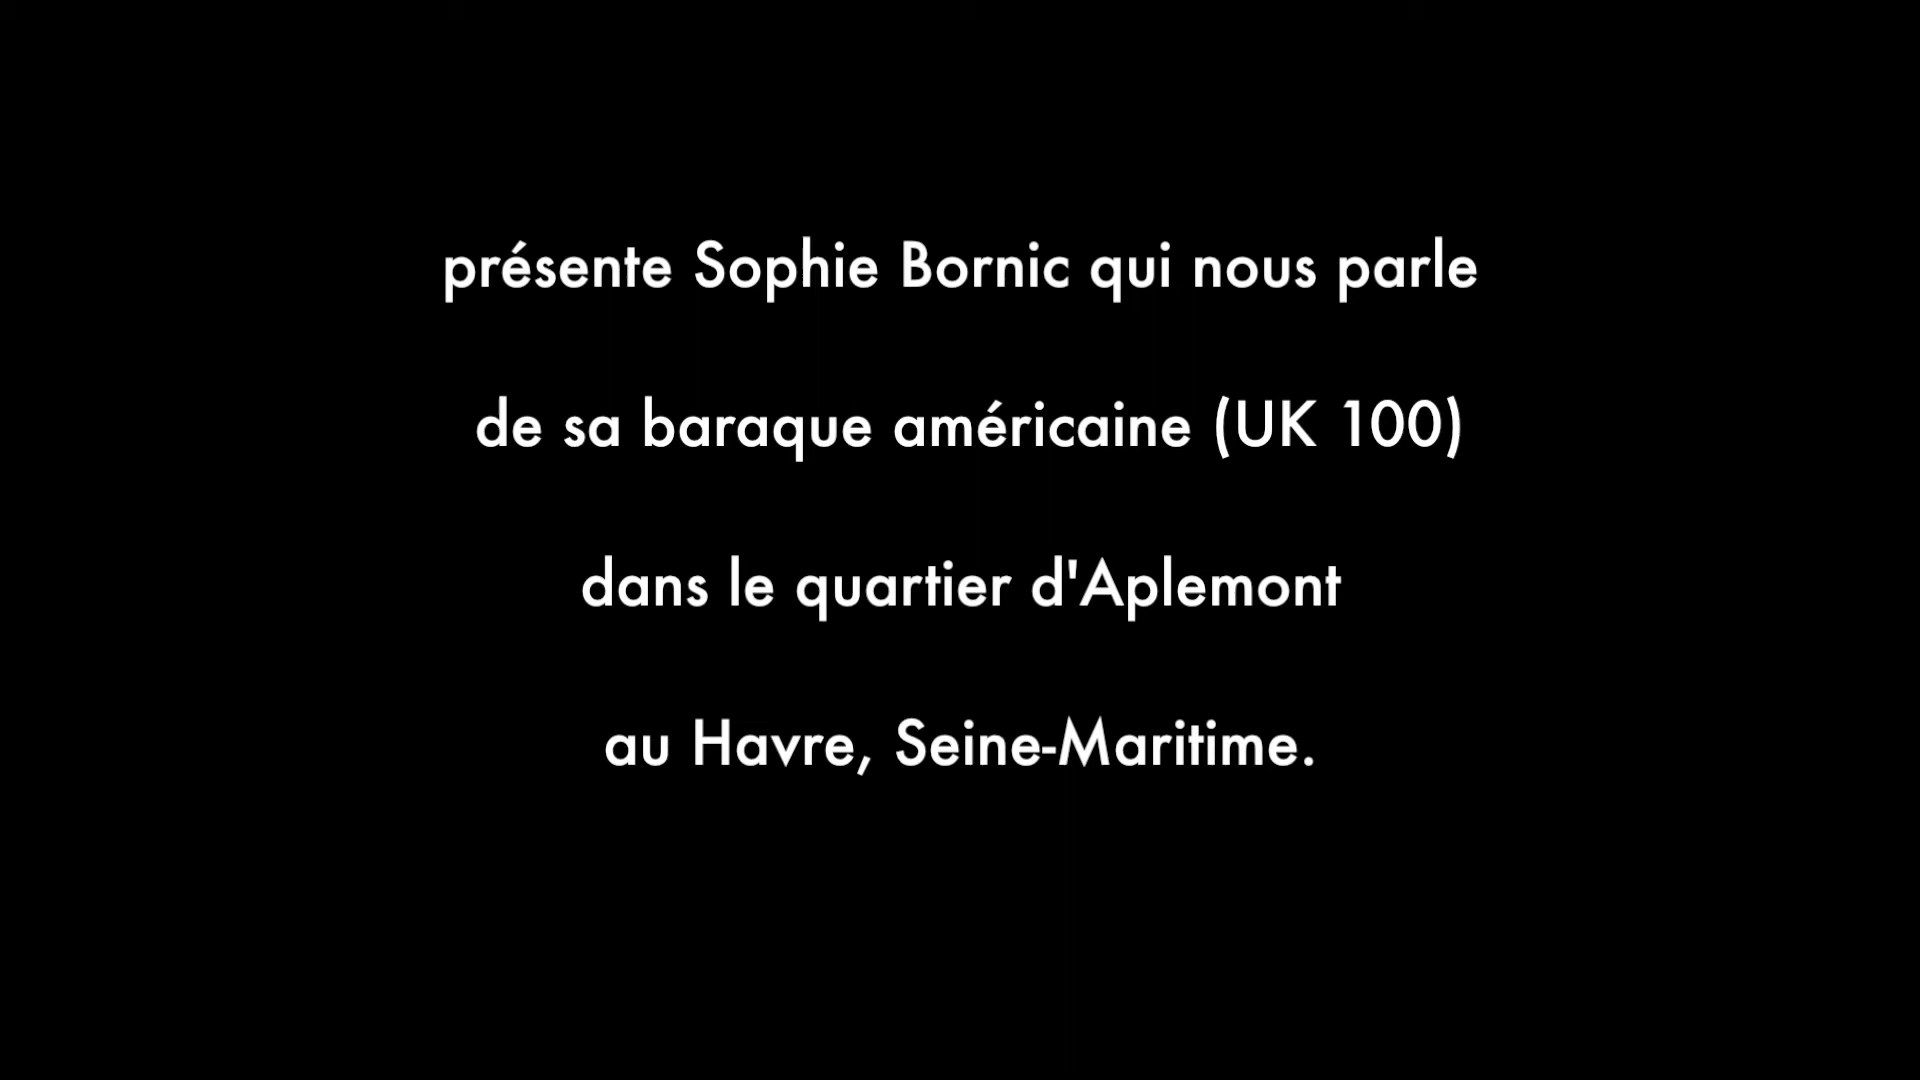 présente Sophie Bornic qui nous parle
de sa baraque américaine (UK 100)
dans le quartier d'Aplemont
au Havre, Seine-Maritime.